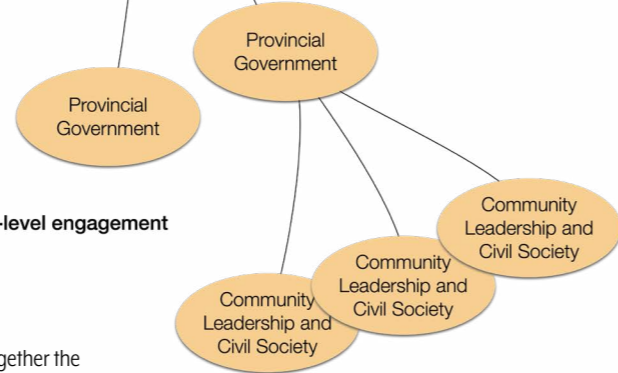 Provincial
Government
Provincial
Government
-level engagement
Community
Leadership and
Civil Society
Community
Leadership and
Civil Society
Community
Leadership and
Civil Society
gether the